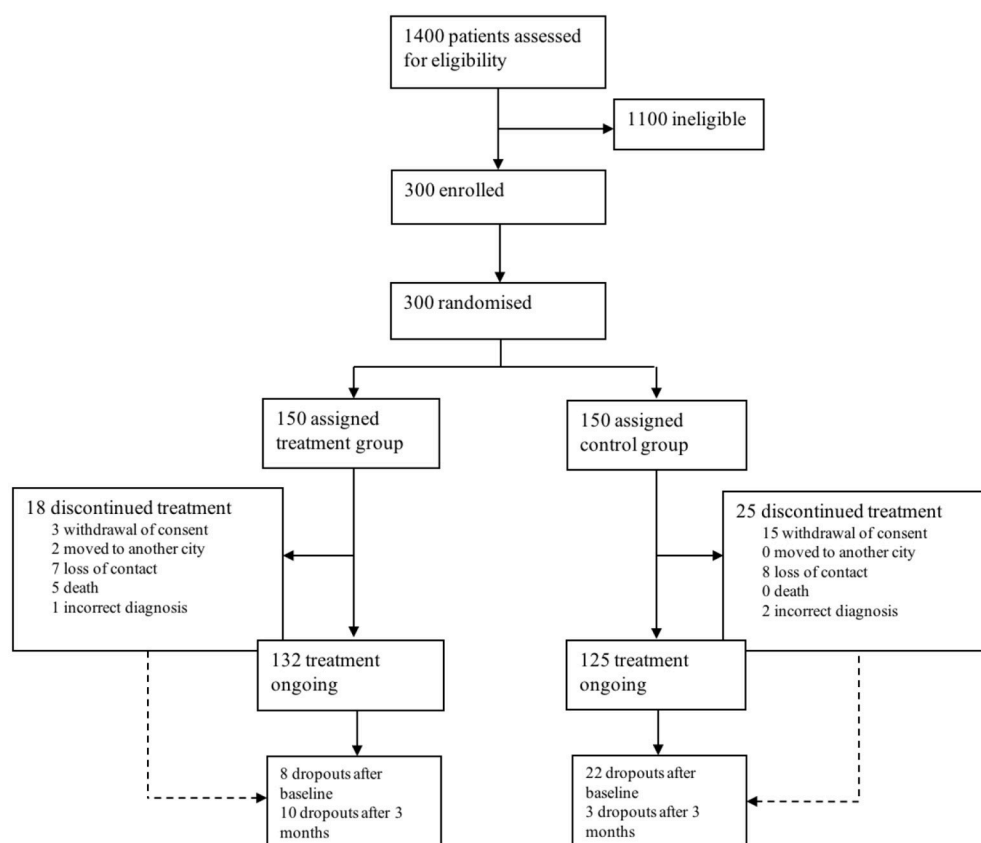 1400 patients assessed
for eligibility
1100 ineligible
300 enrolled
300 randomised
150 assigned
treatment group
150 assigned
control group
18 discontinued treatment
3 withdrawal of consent
2 moved to another city
7 loss of contact
5 death
1 incorrect diagnosis
25 discontinued treatment
15 withdrawal of consent
0 moved to another city
8 loss of contact
0 death
2 incorrect diagnosis
132 treatment
ongoing
125 treatment
ongoing
8 dropouts after
baseline
10 dropouts after 3
months
22 dropouts after
baseline
3 dropouts after 3
months